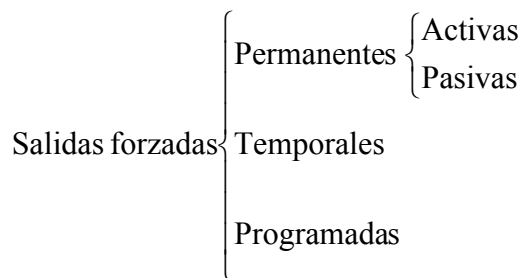 Salidas forzadas
Permanentes
Activas
Pasivas
Temporales
Programadas